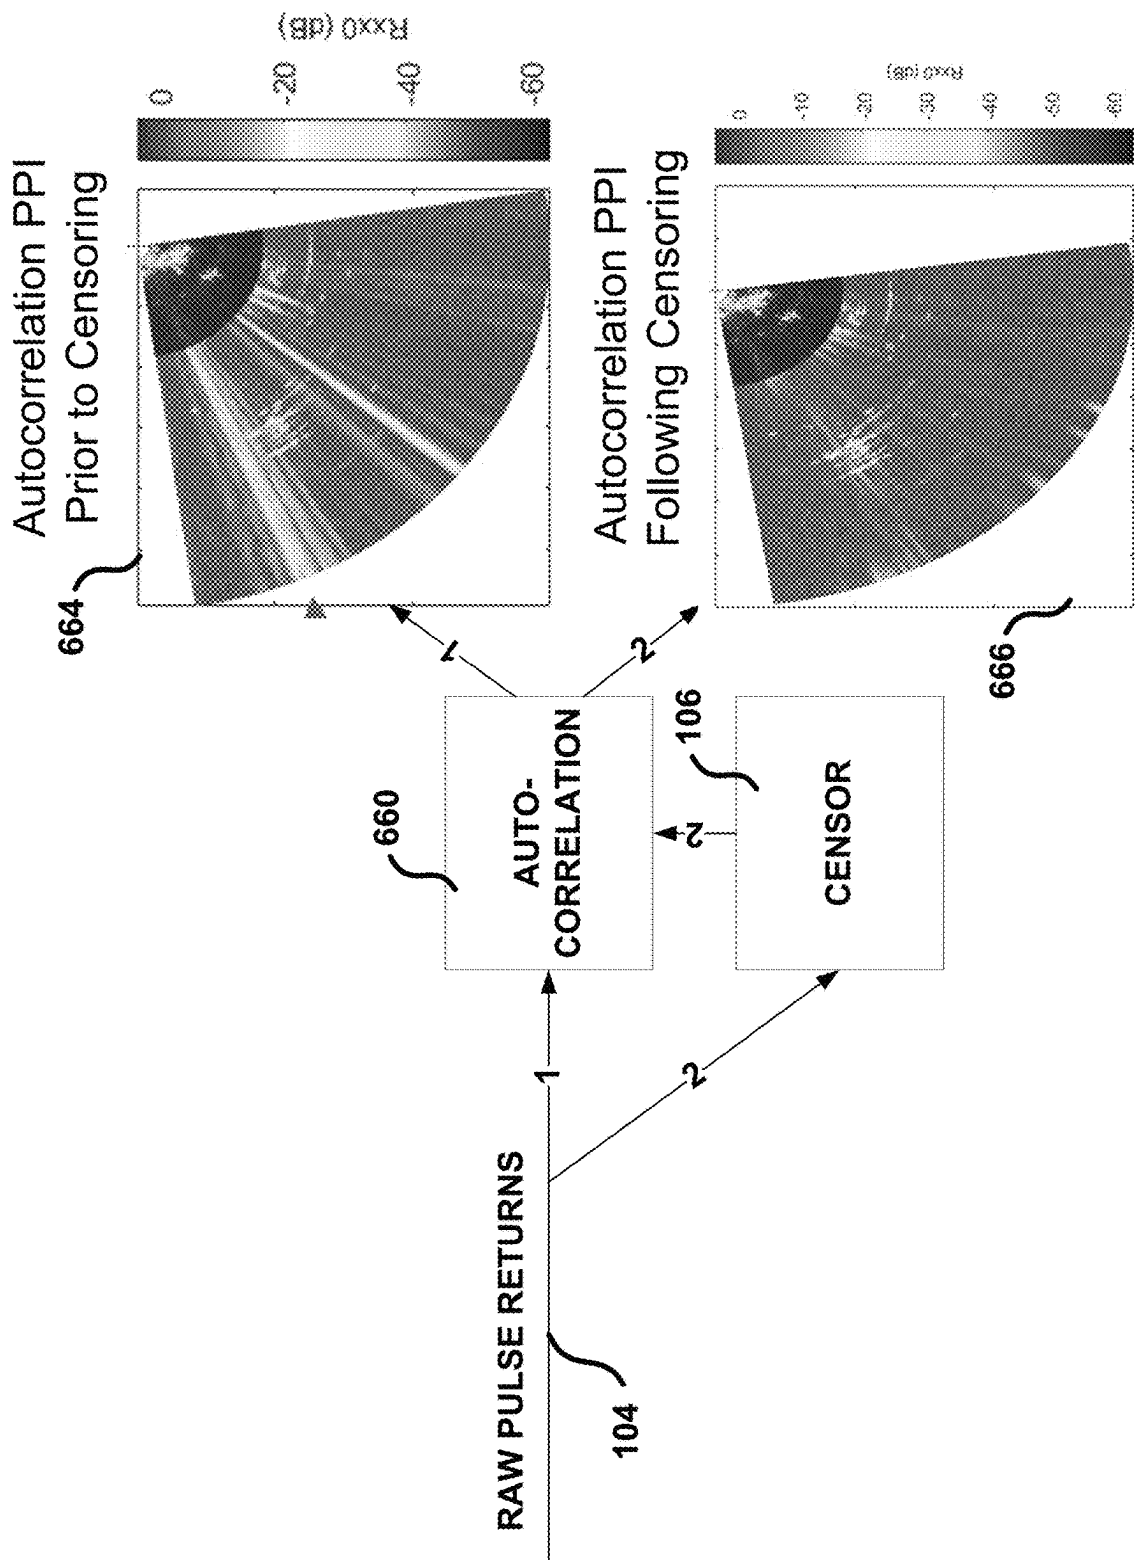 RAW PULSE RETURNS
104
1
2
660
AUTO-
CORRELATION
106
CENSOR
2
1
2
664
Autocorrelation PPI
Prior to Censoring
0
-20
-40
-60
Rxx0 (dB)
666
Autocorrelation PPI
Following Censoring
0
-10
-20
-30
-40
-50
-60
Rxx0 (dB)